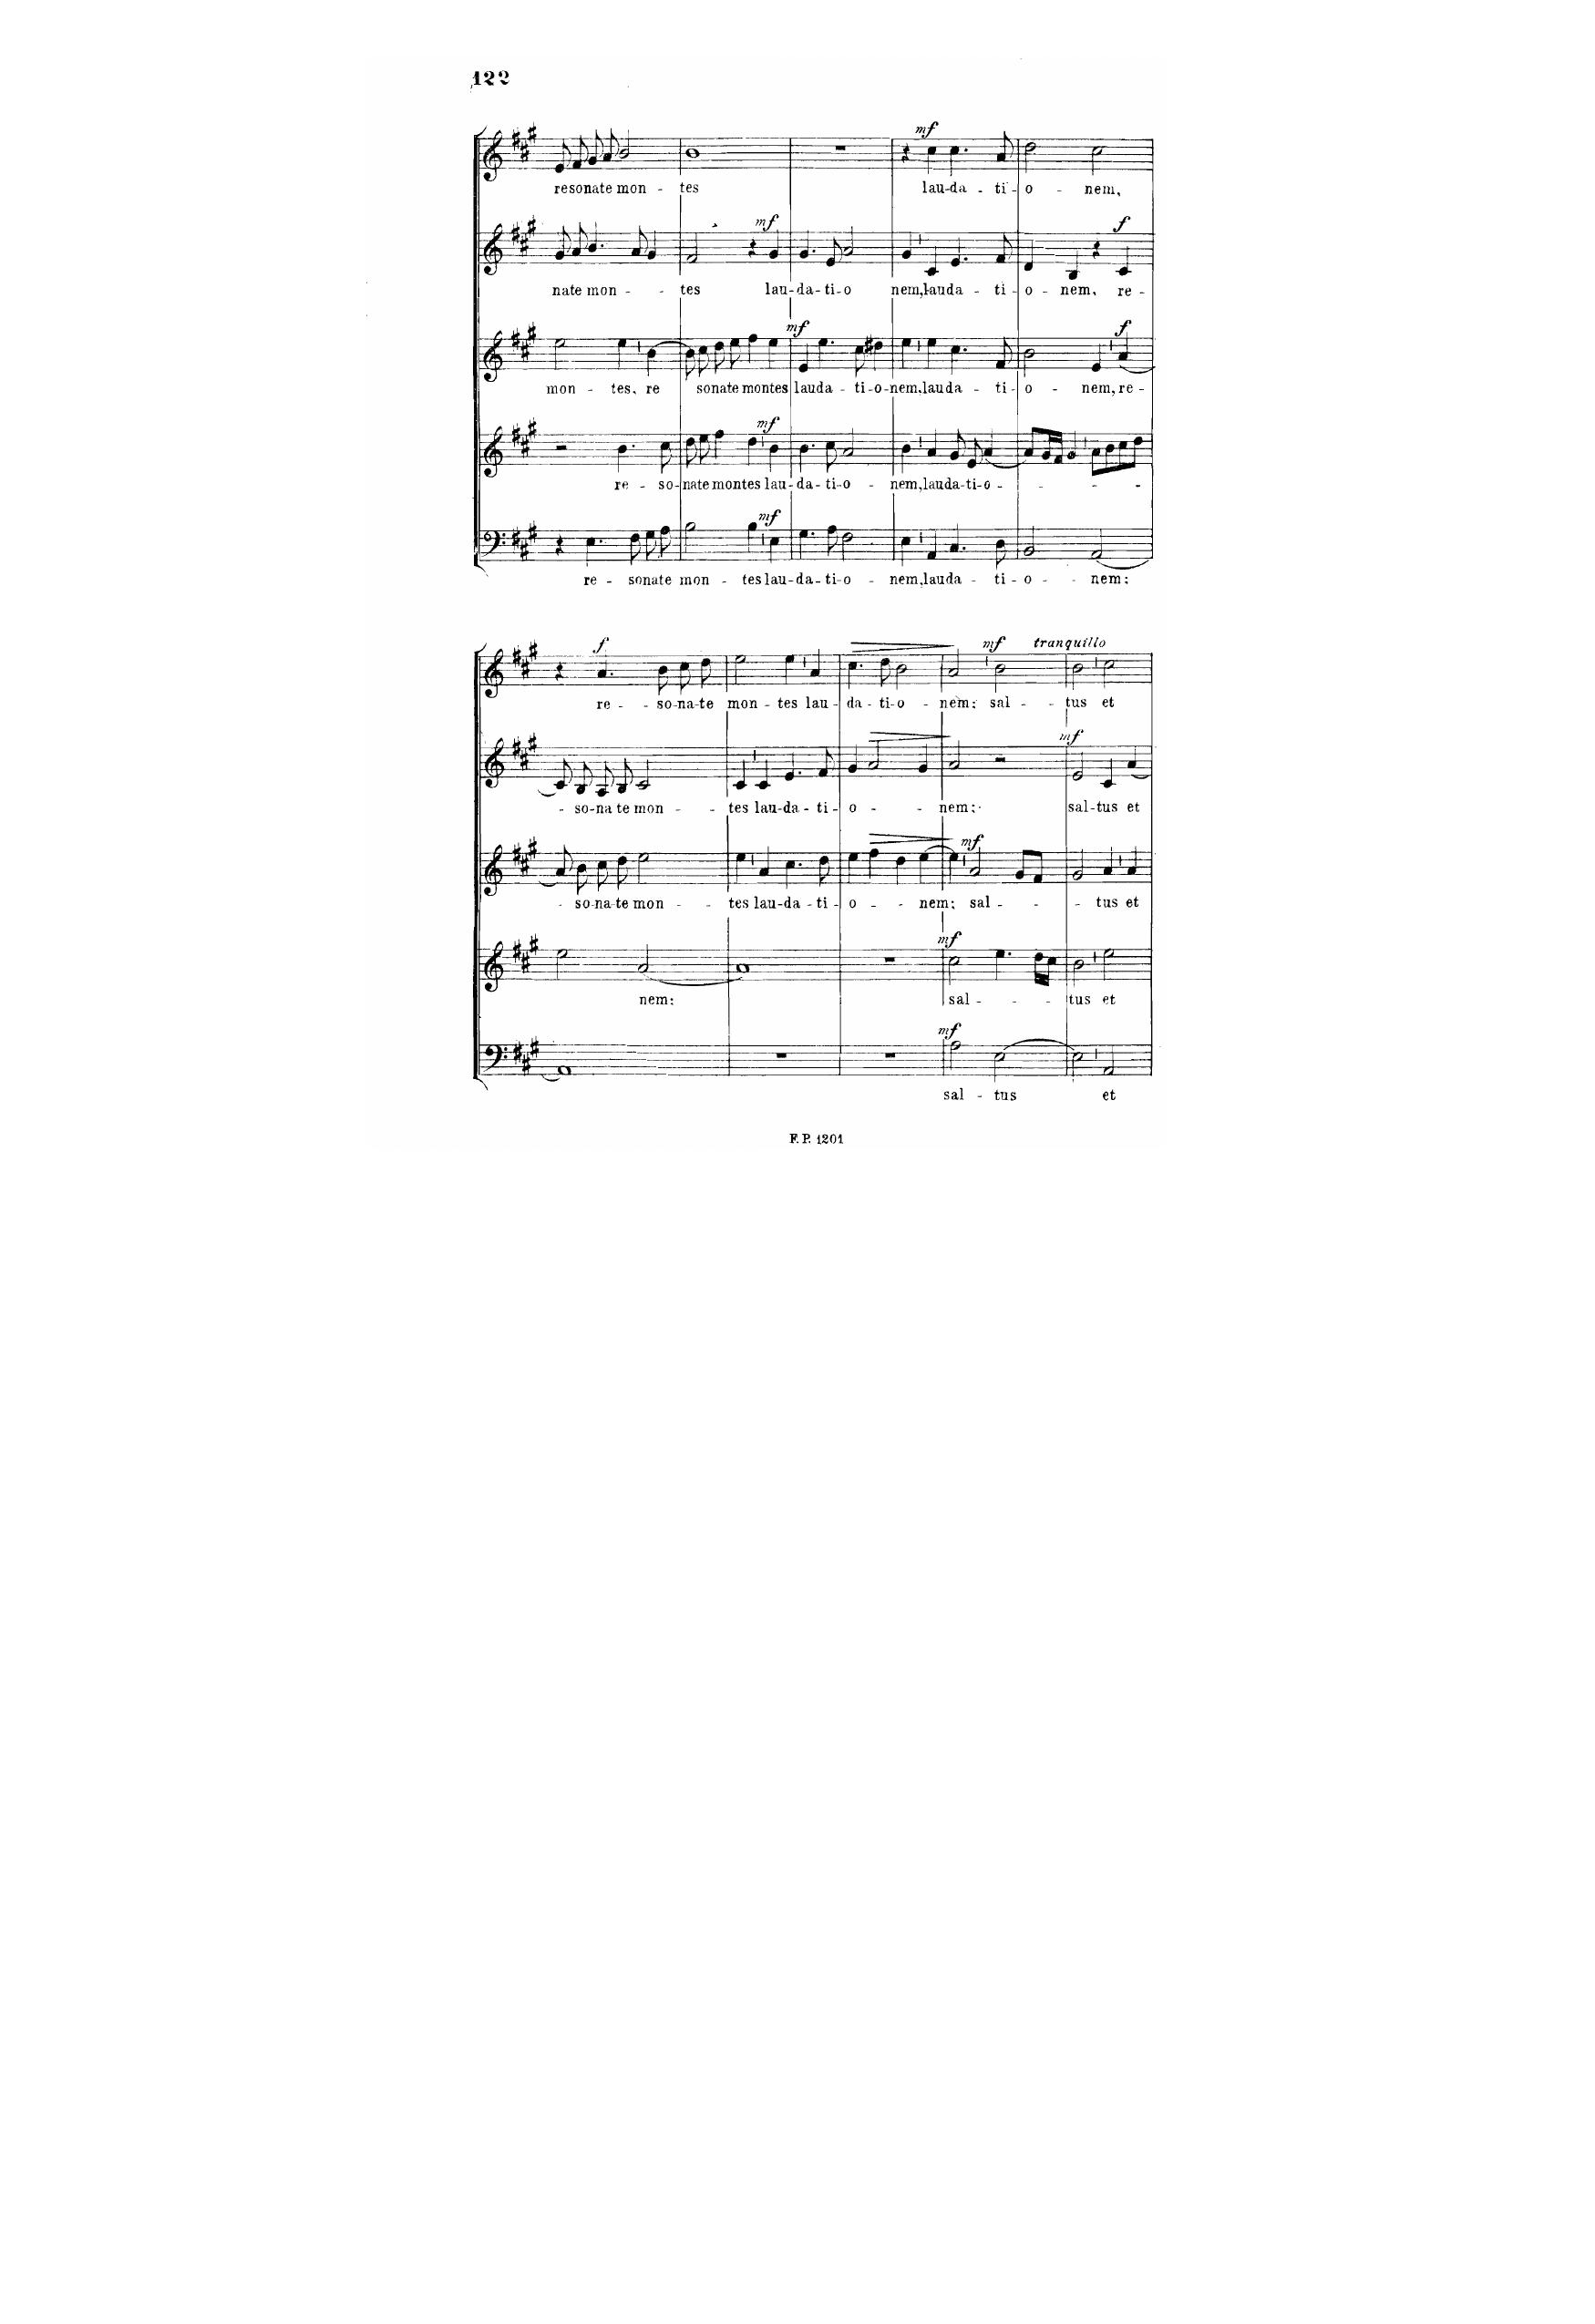 122
mf
resonate mon - tes lau-da - ti - o - nem,
mf f
nate mon - - tes lau-da-ti-o nem, lauda - ti - o - nem. re -
mf f
mon - tes. re sonate montes lauda - ti-o-nem. lauda - ti - o - nem, re -
mf
re - so-nate montes lau-da-ti-o - nem, lauda-ti-o - - - -
mf
re - sonate mon - tes lau-da-ti-o - nem, lauda - ti - o - - nem:
f mf tranquillo
re - - so-na-te mon - tes lau - da - ti-o - nem: sal - - tus et
mf
- so-na te mon - - tes lau-da - ti - o - - nem: sal-tus et
mf
- so-na-te mon - - tes lau-da - ti - o - - nem: sal - - - tus et
mf
nem: sal - - - tus et
mf
sal - tus et
F. P. 1201